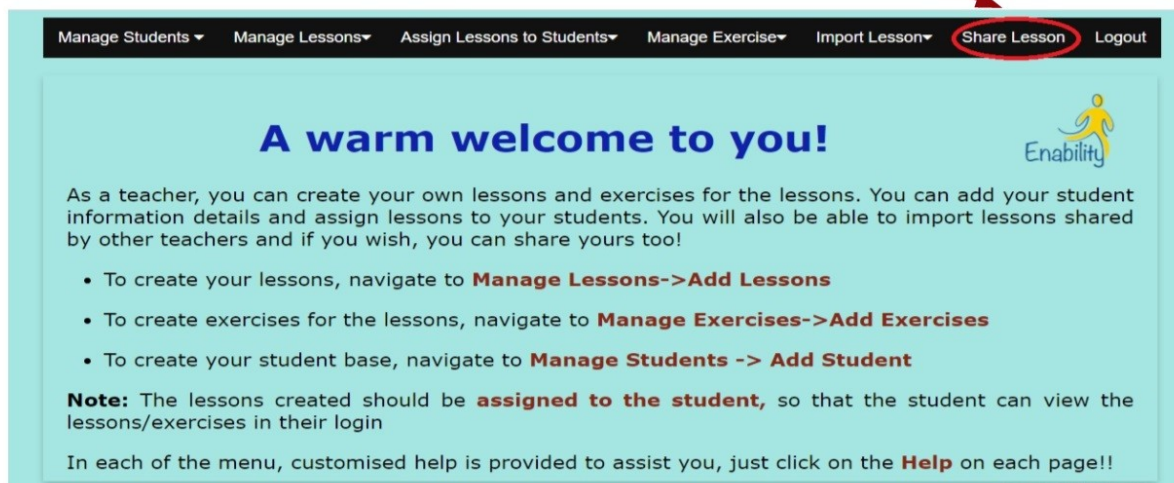 Manage Students Manage Lessons Assign Lessons to Students Manage Exercise Import Lesson Share Lesson Logout
A warm welcome to you!
Enability
As a teacher, you can create your own lessons and exercises for the lessons. You can add your student
information details and assign lessons to your students. You will also be able to import lessons shared
by other teachers and if you wish, you can share yours too!
• To create your lessons, navigate to Manage Lessons->Add Lessons
• To create exercises for the lessons, navigate to Manage Exercises->Add Exercises
• To create your student base, navigate to Manage Students -> Add Student
Note: The lessons created should be assigned to the student, so that the student can view the
lessons/exercises in their login
In each of the menu, customised help is provided to assist you, just click on the Help on each page!!